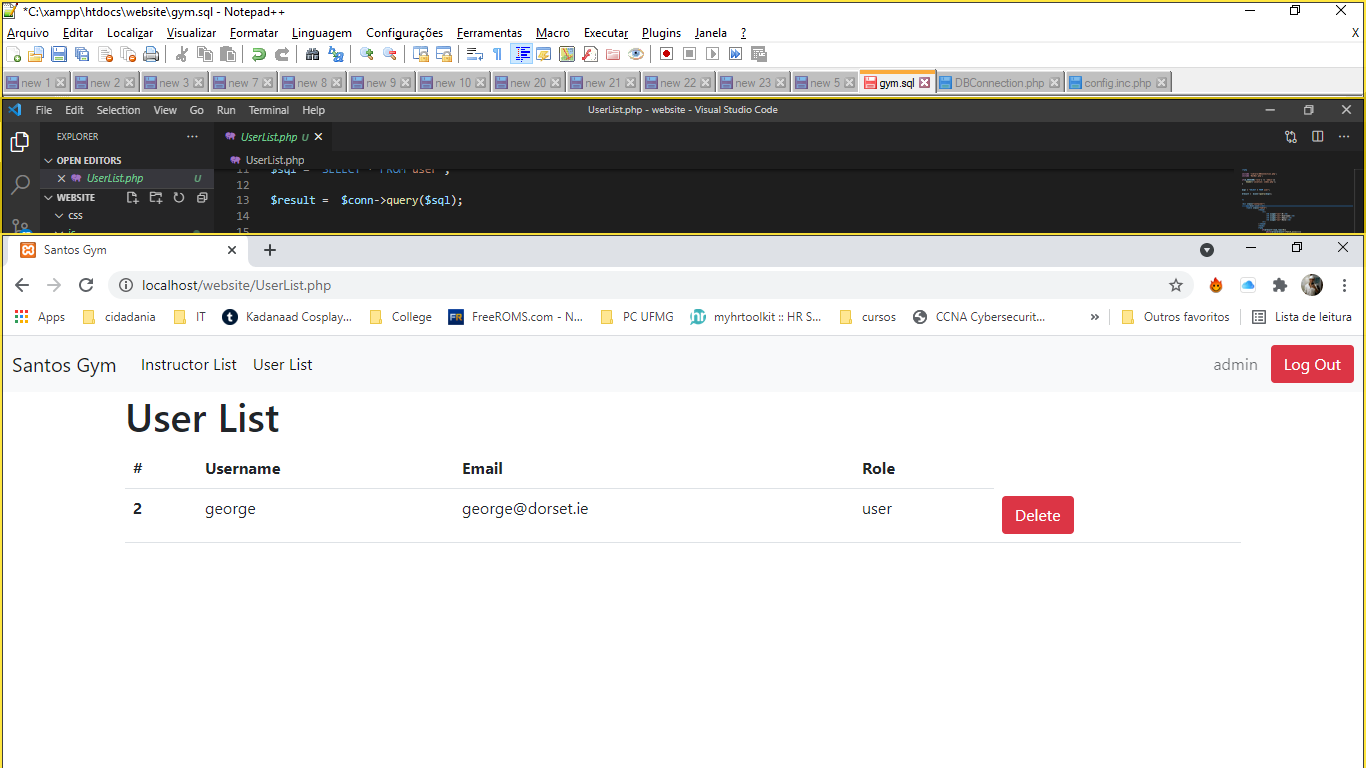 *C:\xampp\htdocs\website\gym.sql - Notepad++
Arquivo Editar Localizar Visualizar Formatar Linguagem Configurações Ferramentas Macro Executar Plugins Janela ? X
new 1 new 2 new 3 new 7 new 8 new 9 new 10 new 20 new 21 new 22 new 23 new 5 gym.sql DBConnection.php config.inc.php
File Edit Selection View Go Run Terminal Help UserList.php - website - Visual Studio Code
EXPLORER UserList.php U
OPEN EDITORS UserList.php
UserList.php U 11 $sql = "SELECT * FROM user";
12
WEBSITE 13 $result = $conn->query($sql);
css 14
js 15
Santos Gym
localhost/website/UserList.php
Apps cidadania IT Kadanaad Cosplay... College FR FreeROMS.com - N... PC UFMG myhrtoolkit :: HR S... cursos CCNA Cybersecurit... » Outros favoritos Lista de leitura
Santos Gym Instructor List User List admin Log Out
User List
# Username Email Role
2 george george@dorset.ie user Delete